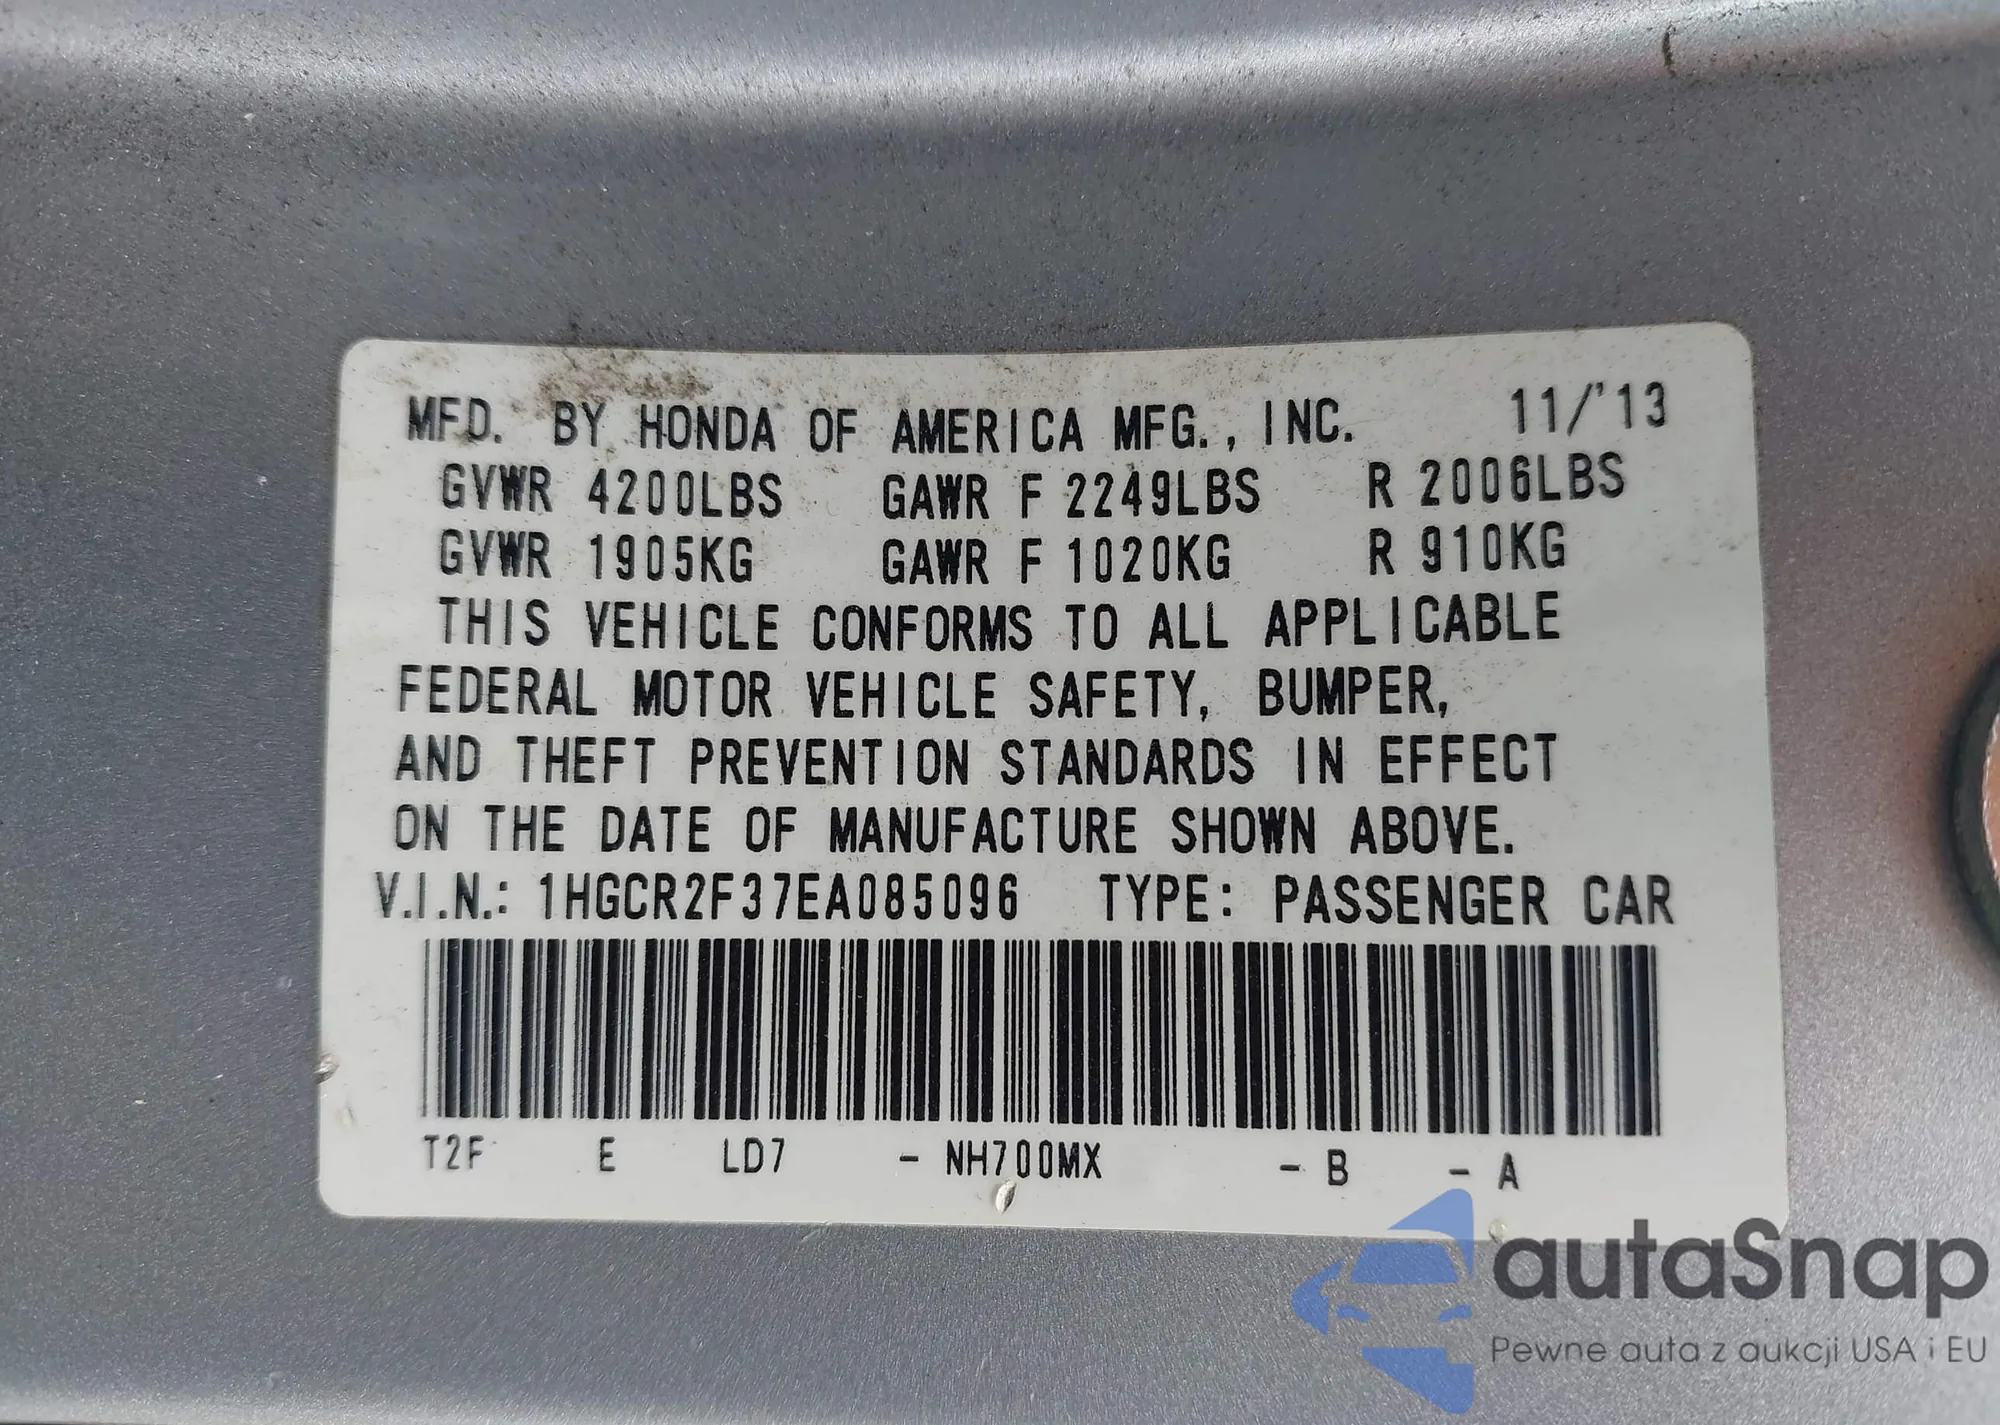 MFD. BY HONDA OF AMERICA MFG., INC. 11/'13
GVWR 4200LBS GAWR F 2249LBS R 2006LBS
GVWR 1905KG GAWR F 1020KG R 910KG
THIS VEHICLE CONFORMS TO ALL APPLICABLE
FEDERAL MOTOR VEHICLE SAFETY, BUMPER,
AND THEFT PREVENTION STANDARDS IN EFFECT
ON THE DATE OF MANUFACTURE SHOWN ABOVE.
V.I.N.: 1HGCR2F37EA085096 TYPE: PASSENGER CAR
T2F E LD7 - NH700MX - B - A
autaSnap
Pewne auta z aukcji USA i EU